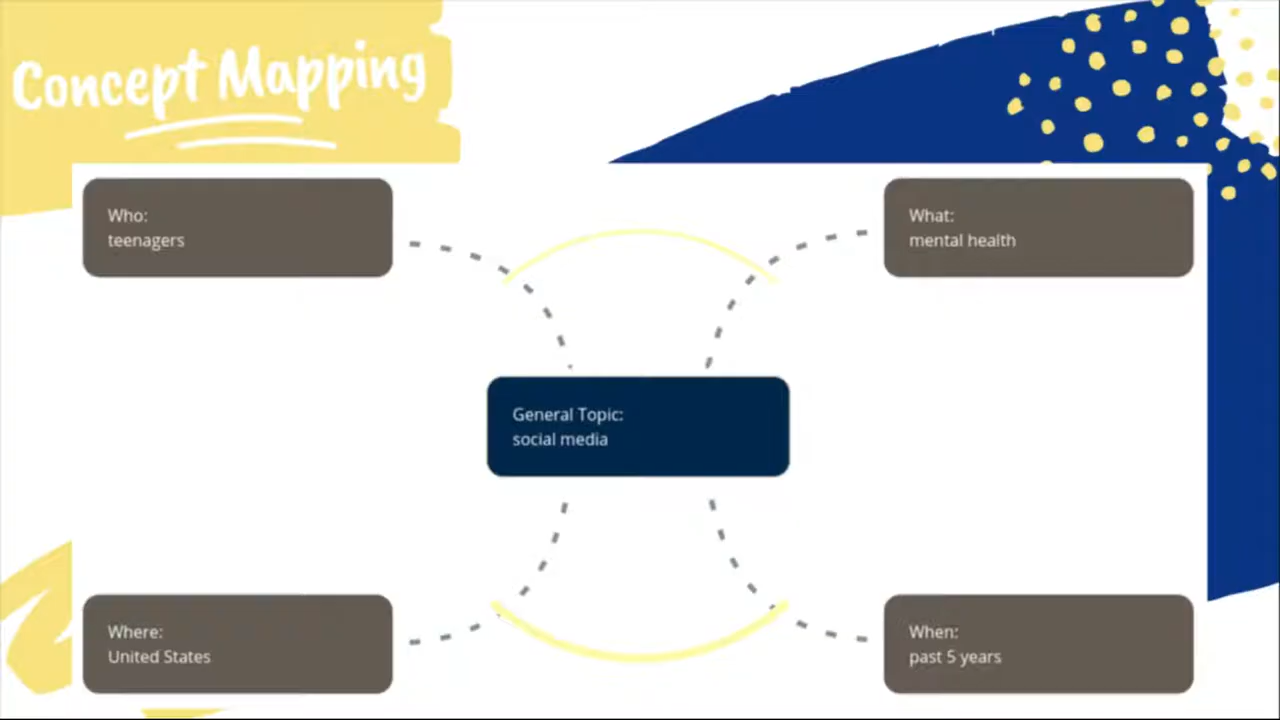 Concept Mapping
Who:
teenagers
What:
mental health
General Topic:
social media
Where:
United States
When:
past 5 years